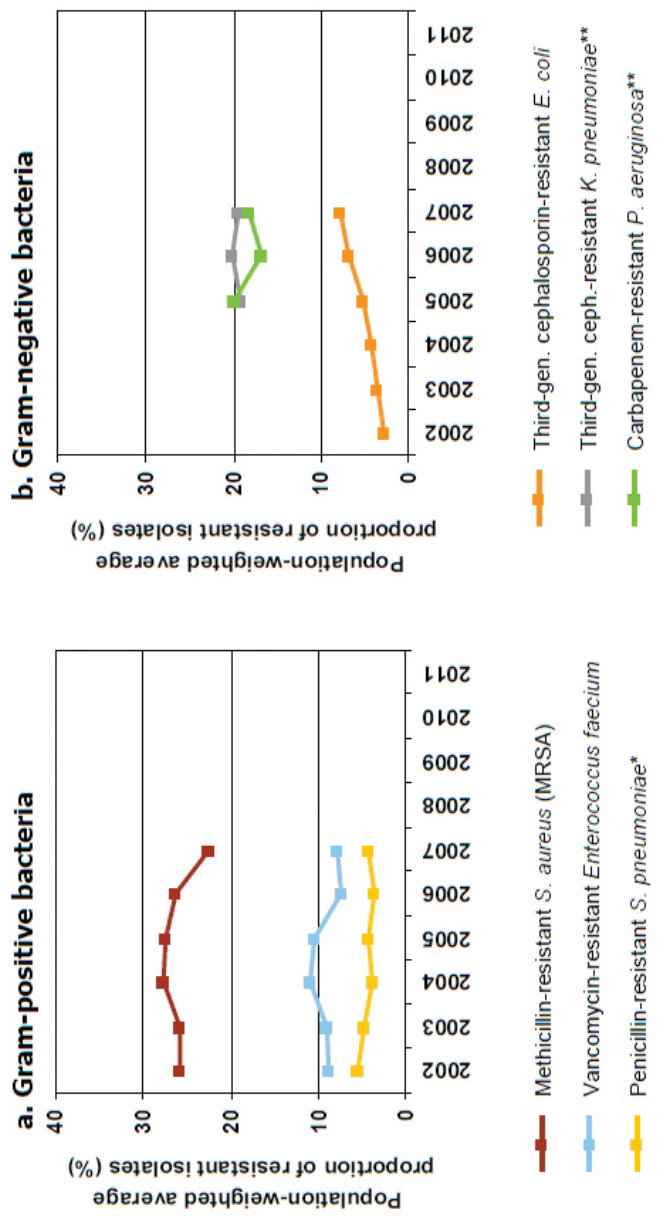 a. Gram-positive bacteria
Population-weighted average
proportion of resistant isolates (%)
40
30
20
10
0
2002
2003
2004
2005
2006
2007
2008
2009
2010
2011
Methicillin-resistant S. aureus (MRSA)
Vancomycin-resistant Enterococcus faecium
Penicillin-resistant S. pneumoniae*
b. Gram-negative bacteria
Population-weighted average
proportion of resistant isolates (%)
40
30
20
10
0
2002
2003
2004
2005
2006
2007
2008
2009
2010
2011
Third-gen. cephalosporin-resistant E. coli
Third-gen. ceph.-resistant K. pneumoniae**
Carbapenem-resistant P. aeruginosa**